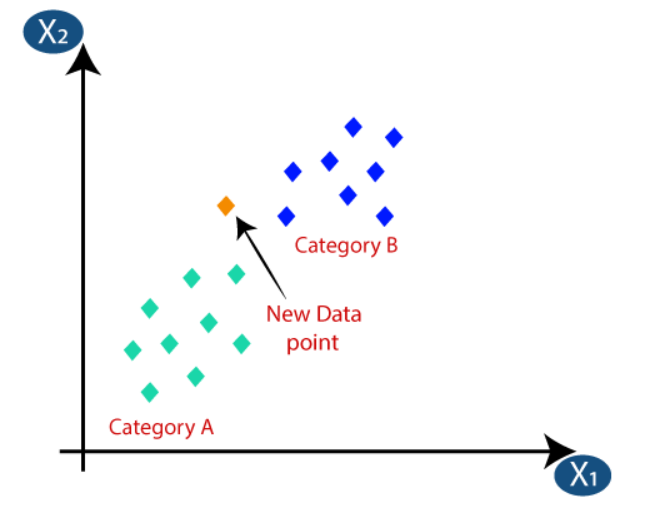 X₂
Category B
New Data
point
Category A
X₁